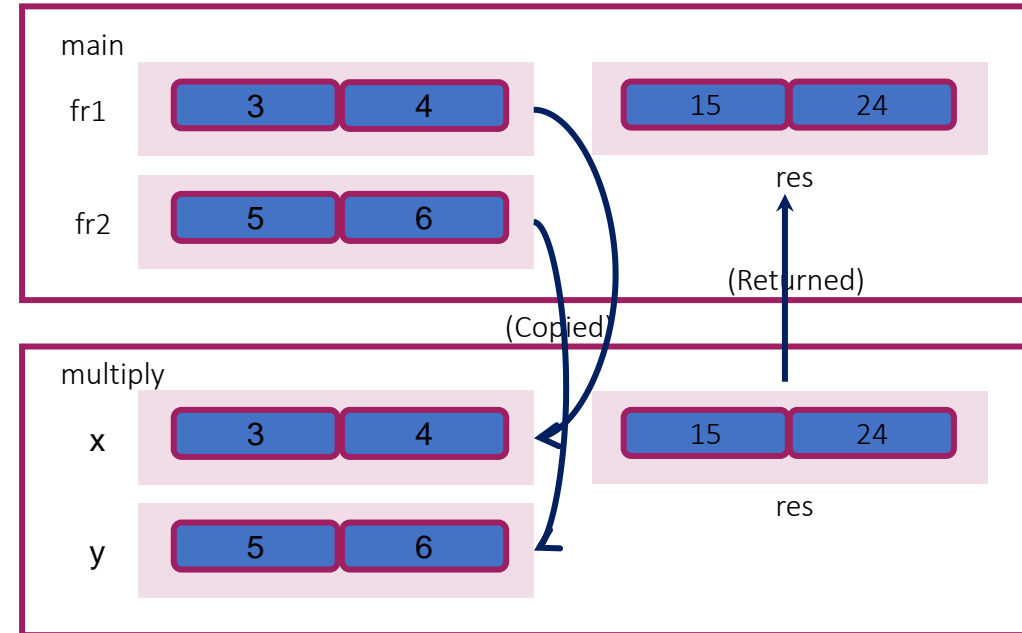 main
fr1 3 4 15 24
res
fr2 5 6
(Returned)
(Copied)
multiply
x 3 4 15 24
res
y 5 6